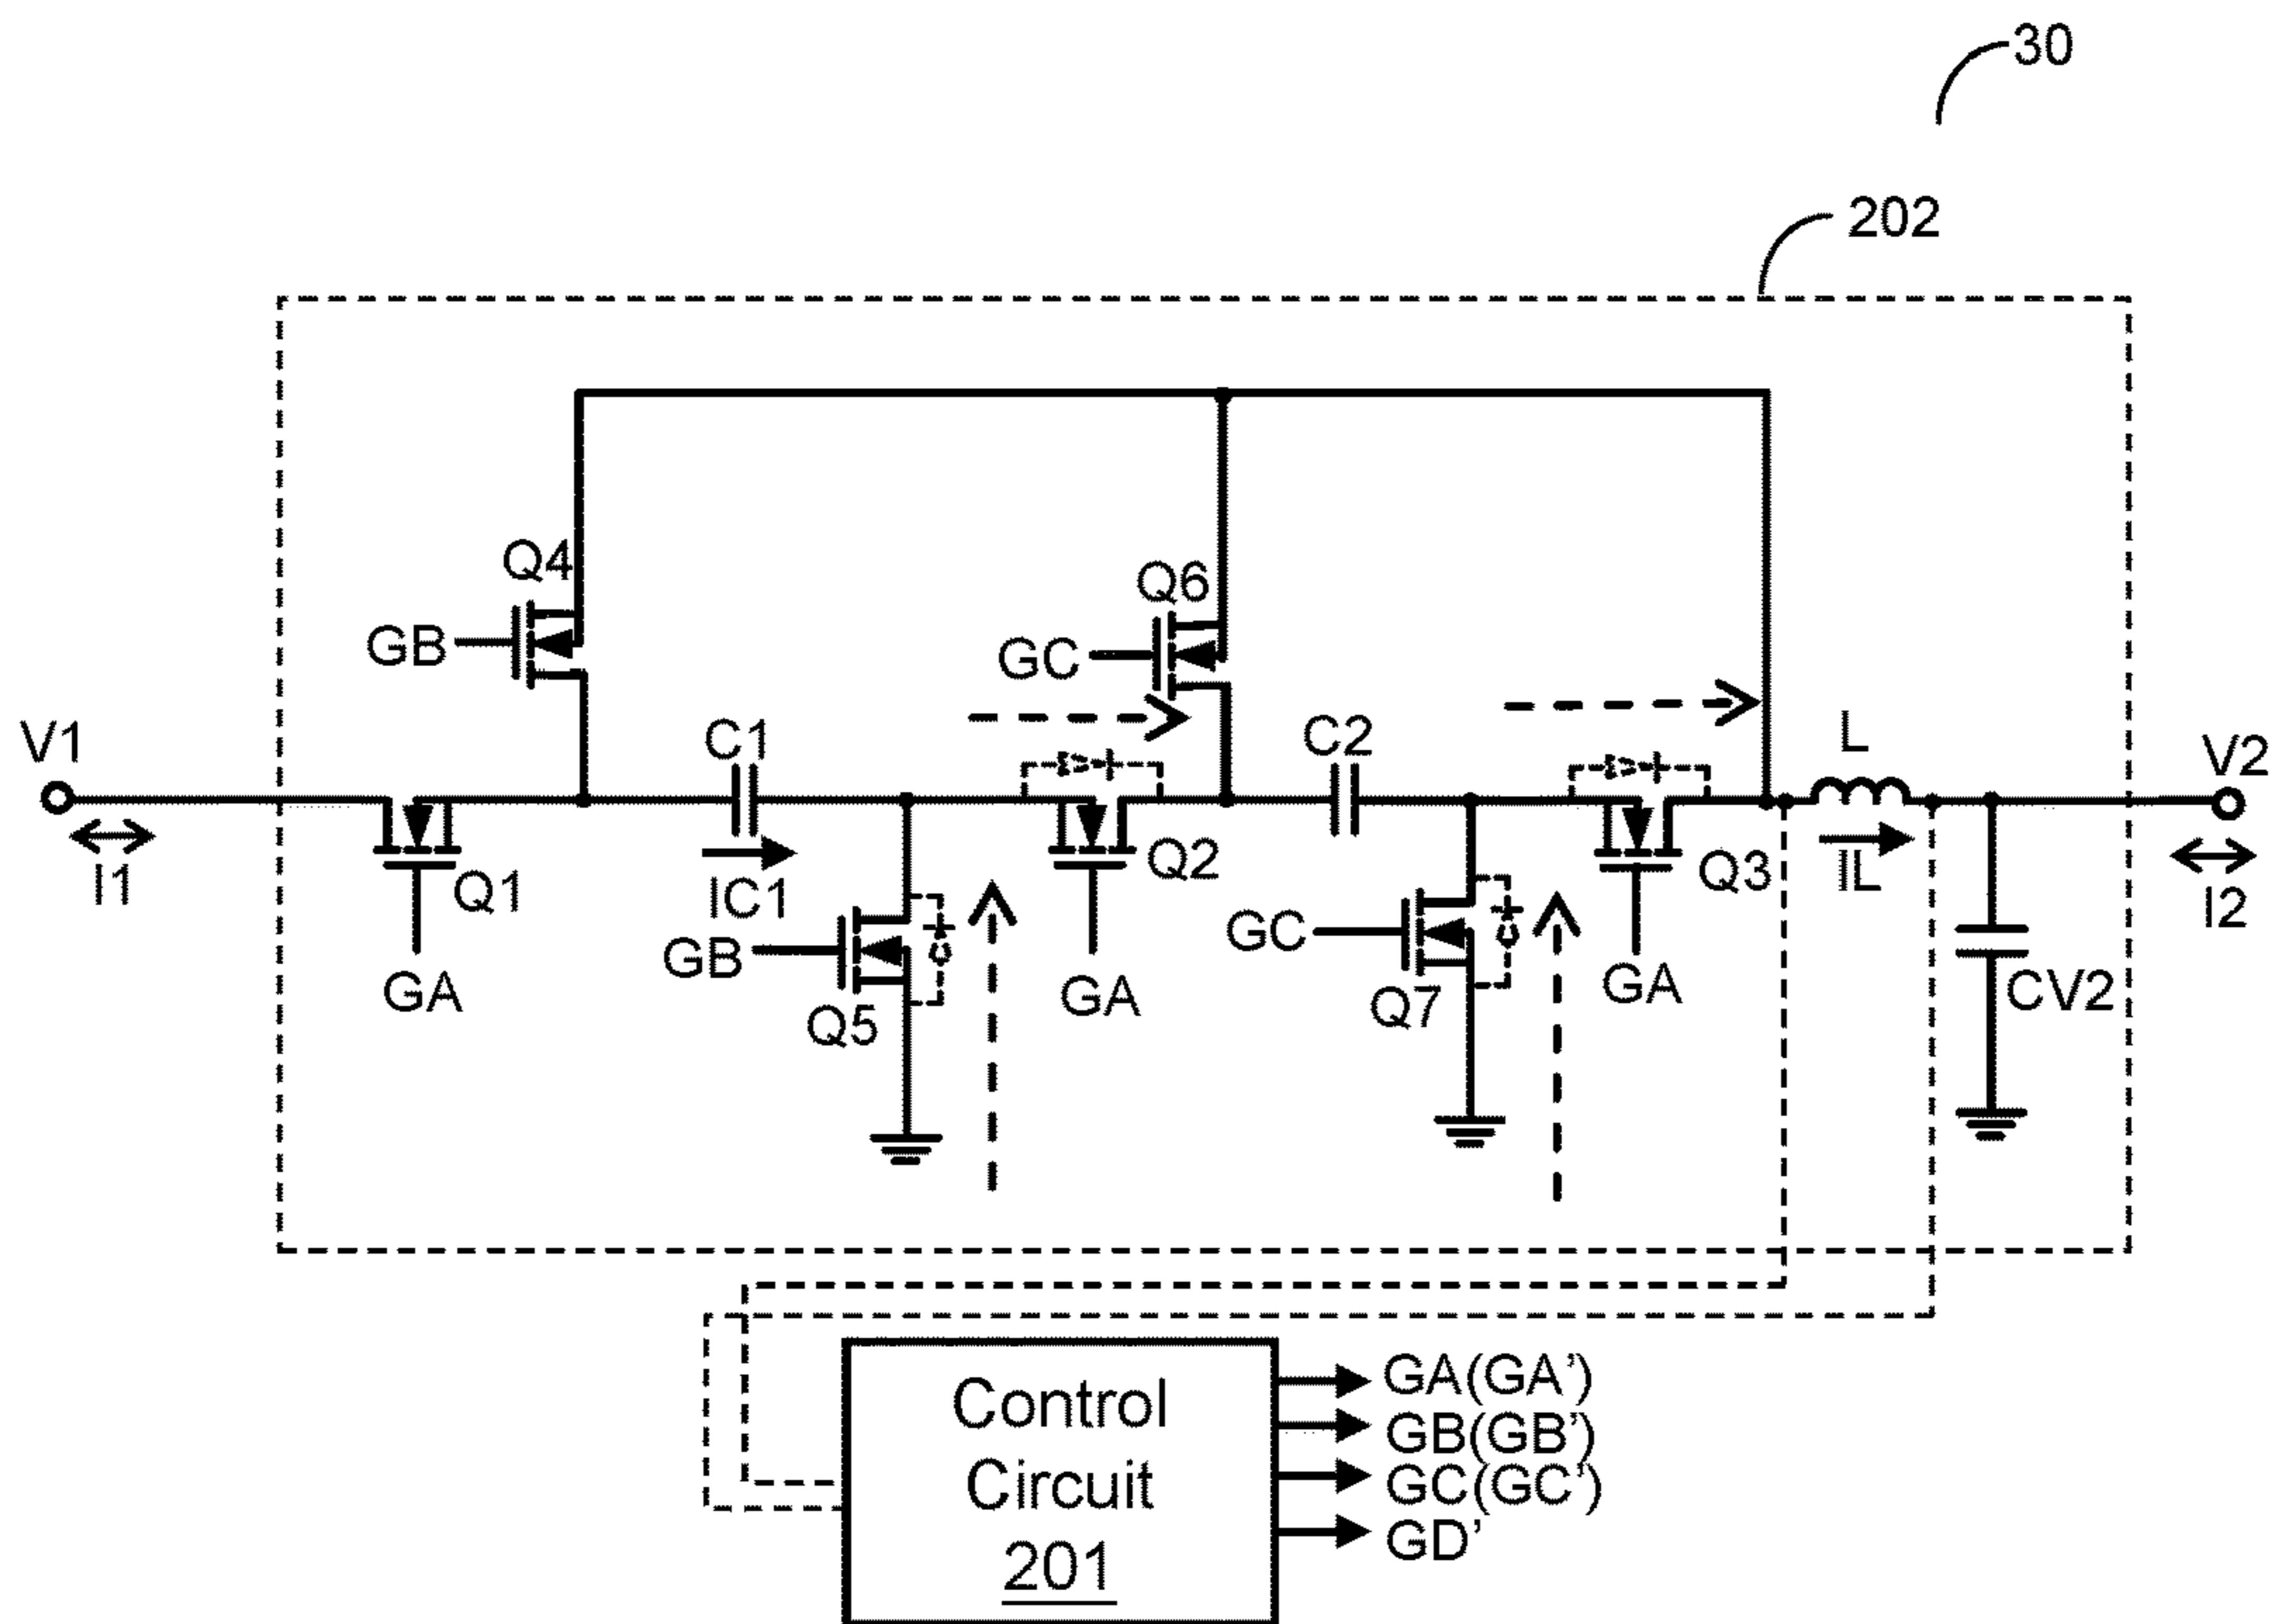 30
202
Q4
GB
Q6
GC
V1
I1
C1
IC1
C2
L
IL
V2
I2
Q1
GA
GB
Q5
Q2
GA
GC
Q7
Q3
GA
CV2
Control
Circuit
201
GA(GA’)
GB(GB’)
GC(GC’)
GD’